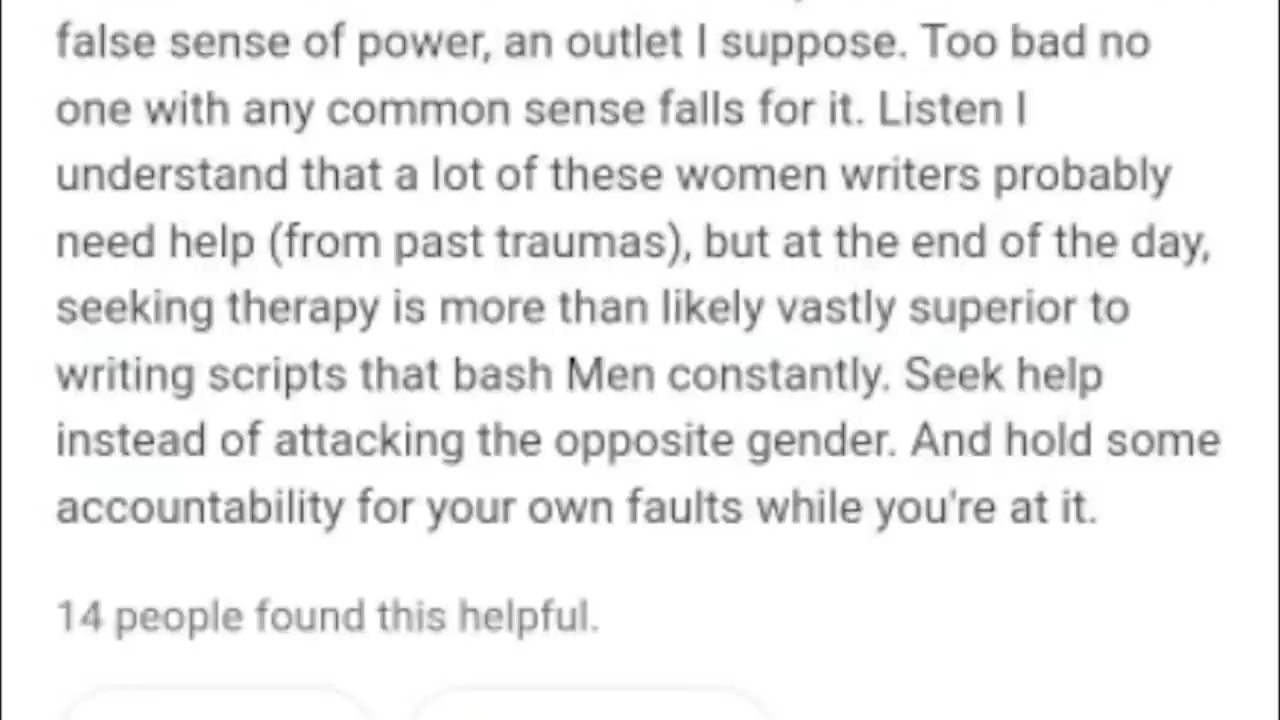 false sense of power, an outlet I suppose. Too bad no
one with any common sense falls for it. Listen I
understand that a lot of these women writers probably
need help (from past traumas), but at the end of the day,
seeking therapy is more than likely vastly superior to
writing scripts that bash Men constantly. Seek help
instead of attacking the opposite gender. And hold some
accountability for your own faults while you're at it.
14 people found this helpful.